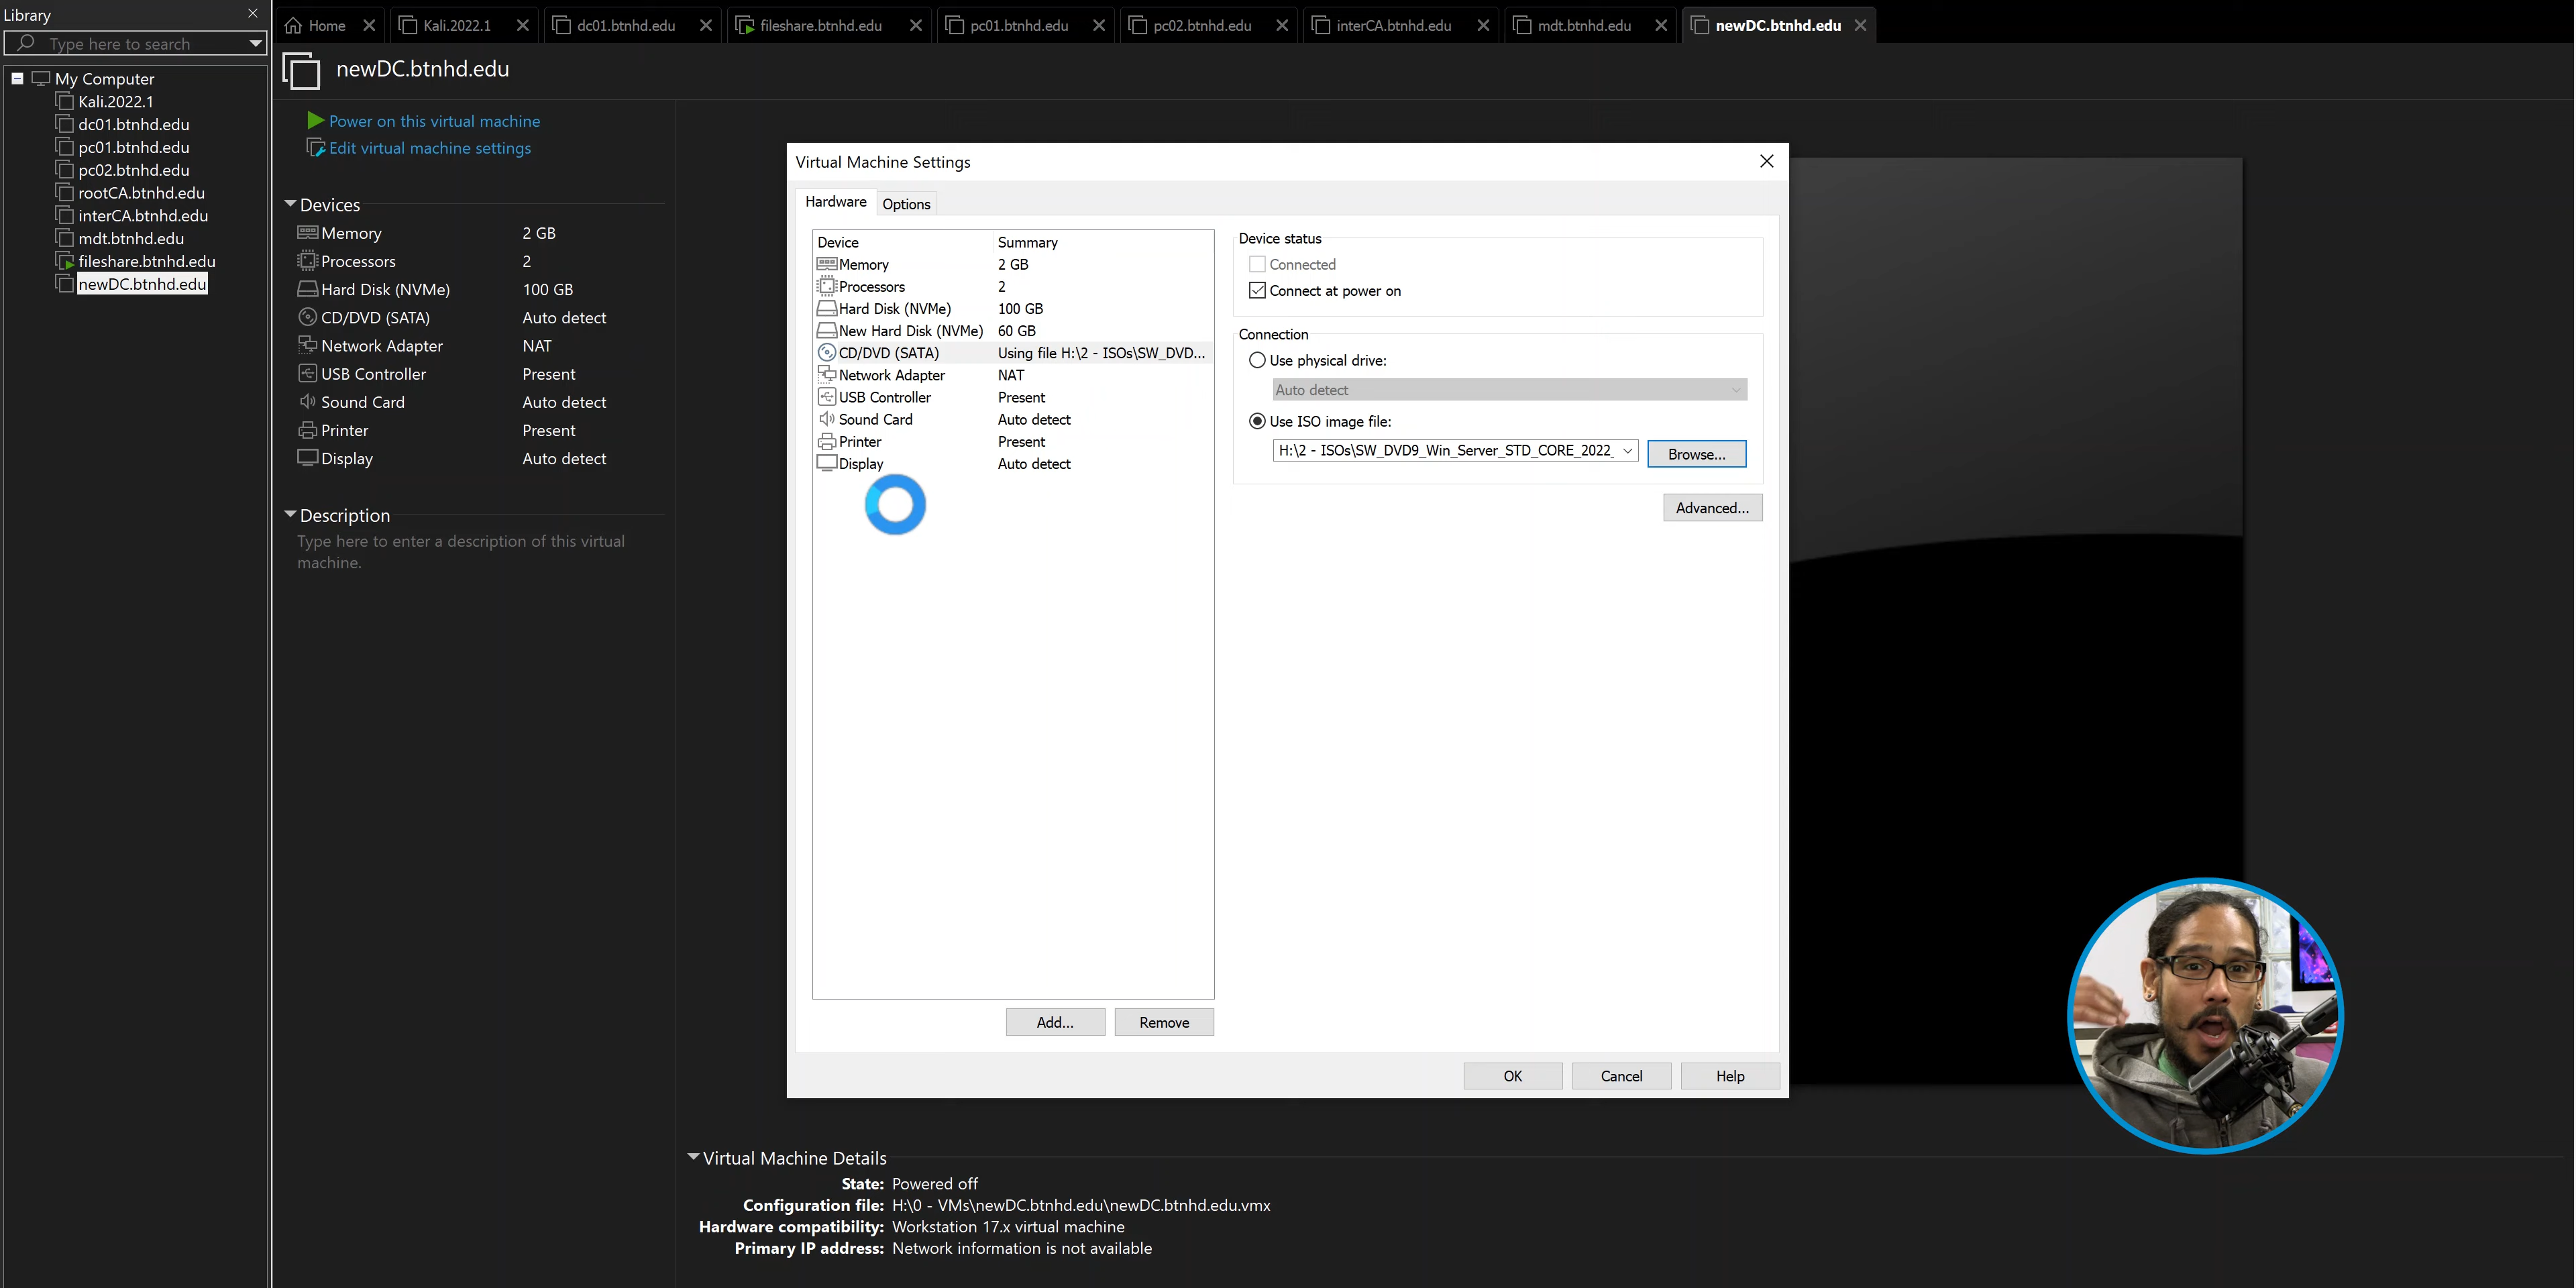 Library
Type here to search
My Computer
Kali.2022.1
dc01.btnhd.edu
pc01.btnhd.edu
pc02.btnhd.edu
rootCA.btnhd.edu
interCA.btnhd.edu
mdt.btnhd.edu
fileshare.btnhd.edu
newDC.btnhd.edu
Home Kali.2022.1 dc01.btnhd.edu fileshare.btnhd.edu pc01.btnhd.edu pc02.btnhd.edu interCA.btnhd.edu mdt.btnhd.edu newDC.btnhd.edu
newDC.btnhd.edu
Power on this virtual machine
Edit virtual machine settings
Devices
Memory 2 GB
Processors 2
Hard Disk (NVMe) 100 GB
CD/DVD (SATA) Auto detect
Network Adapter NAT
USB Controller Present
Sound Card Auto detect
Printer Present
Display Auto detect
Description
Type here to enter a description of this virtual
machine.
Virtual Machine Settings
Hardware Options
Device Summary
Memory 2 GB
Processors 2
Hard Disk (NVMe) 100 GB
New Hard Disk (NVMe) 60 GB
CD/DVD (SATA) Using file H:\2 - ISOs\SW_DVD...
Network Adapter NAT
USB Controller Present
Sound Card Auto detect
Printer Present
Display Auto detect
Add... Remove
Device status
Connected
Connect at power on
Connection
Use physical drive:
Auto detect
Use ISO image file:
H:\2 - ISOs\SW_DVD9_Win_Server_STD_CORE_2022_ Browse...
Advanced...
OK Cancel Help
Virtual Machine Details
State: Powered off
Configuration file: H:\0 - VMs\newDC.btnhd.edu\newDC.btnhd.edu.vmx
Hardware compatibility: Workstation 17.x virtual machine
Primary IP address: Network information is not available